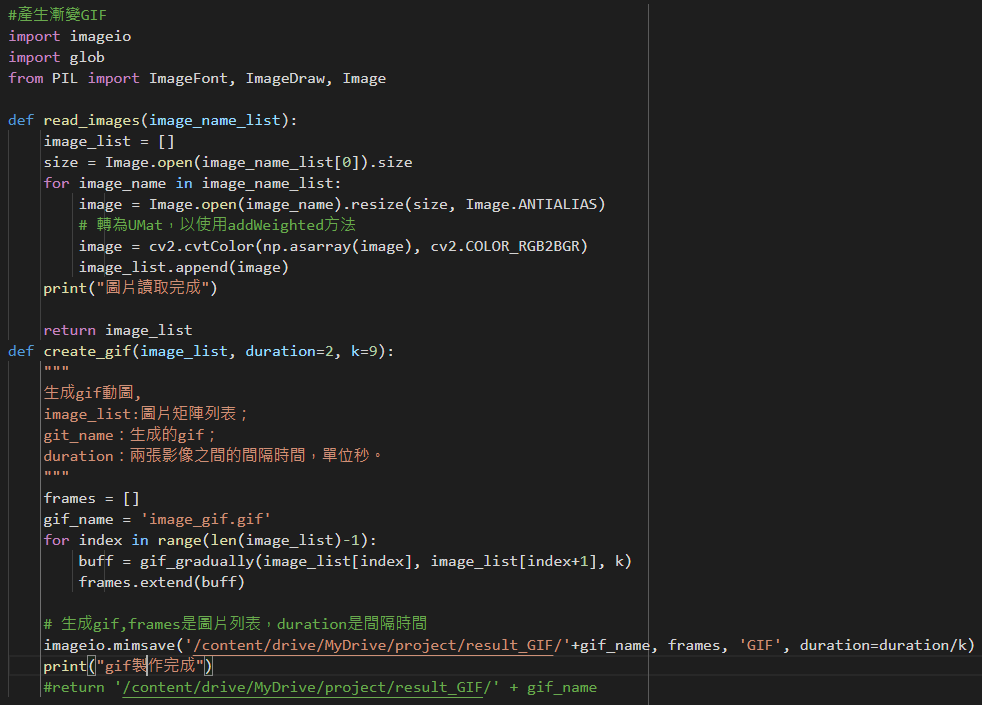 #產生漸變GIF
import imageio
import glob
from PIL import ImageFont, ImageDraw, Image
def read_images(image_name_list):
image_list = []
size = Image.open(image_name_list[0]).size
for image_name in image_name_list:
image = Image.open(image_name).resize(size, Image.ANTIALIAS)
# 轉為UMat，以使用addWeighted方法
image = cv2.cvtColor(np.asarray(image), cv2.COLOR_RGB2BGR)
image_list.append(image)
print("圖片讀取完成")
return image_list
def create_gif(image_list, duration=2, k=9):
"""
生成gif動圖,
image_list:圖片矩陣列表；
git_name：生成的gif；
duration：兩張影像之間的間隔時間，單位秒。
"""
frames = []
gif_name = 'image_gif.gif'
for index in range(len(image_list)-1):
buff = gif_gradually(image_list[index], image_list[index+1], k)
frames.extend(buff)
# 生成gif,frames是圖片列表，duration是間隔時間
imageio.mimsave('/content/drive/MyDrive/project/result_GIF/'+gif_name, frames, 'GIF', duration=duration/k)
print("gif製作完成")
#return '/content/drive/MyDrive/project/result_GIF/' + gif_name